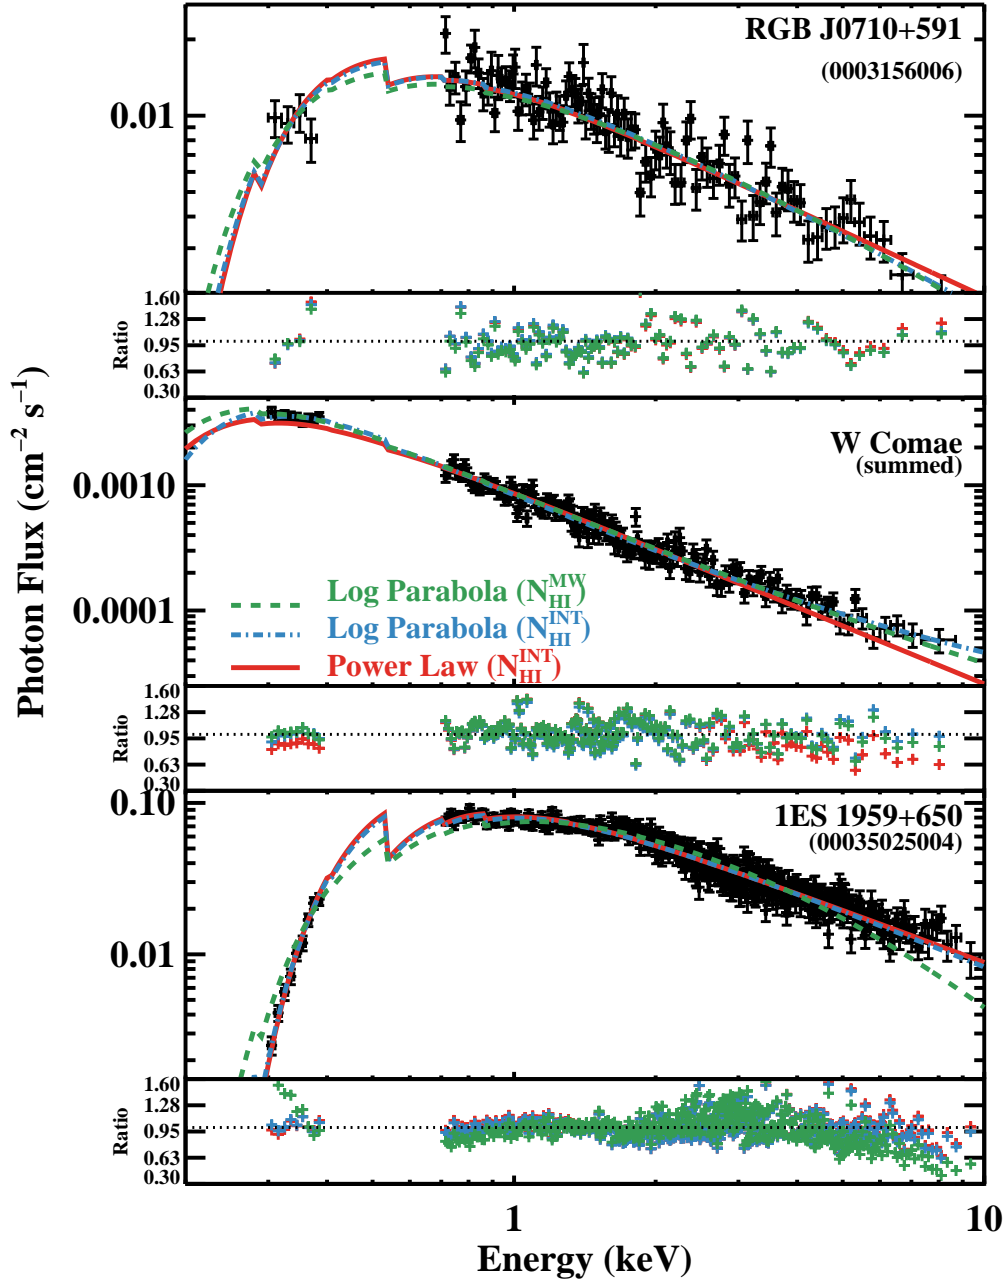 RGB J0710+591
(0003156006)
0.01
1.60
1.28
0.95
0.63
0.30
Ratio
W Comae
(summed)
0.0010
0.0001
Log Parabola (N_HI^MW)
Log Parabola (N_HI^INT)
Power Law (N_HI^INT)
1.60
1.28
0.95
0.63
0.30
Ratio
1ES 1959+650
(00035025004)
0.10
0.01
1.60
1.28
0.95
0.63
0.30
Ratio
Photon Flux (cm⁻² s⁻¹)
1
10
Energy (keV)